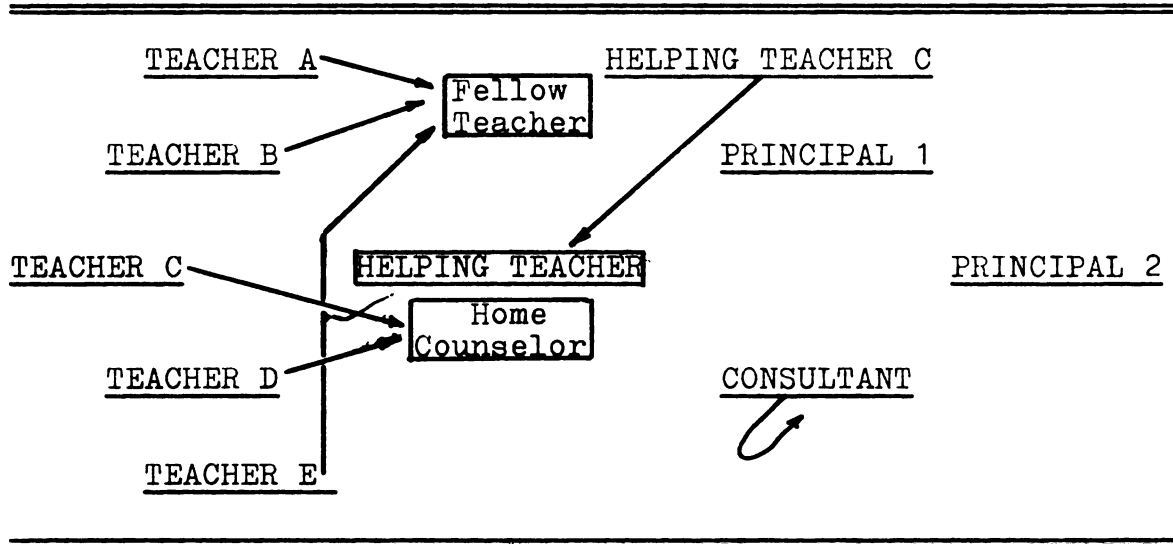 TEACHER A
HELPING TEACHER C
Fellow
Teacher
TEACHER B
PRINCIPAL 1
TEACHER C
HELPING TEACHER
PRINCIPAL 2
Home
Counselor
TEACHER D
CONSULTANT
TEACHER E